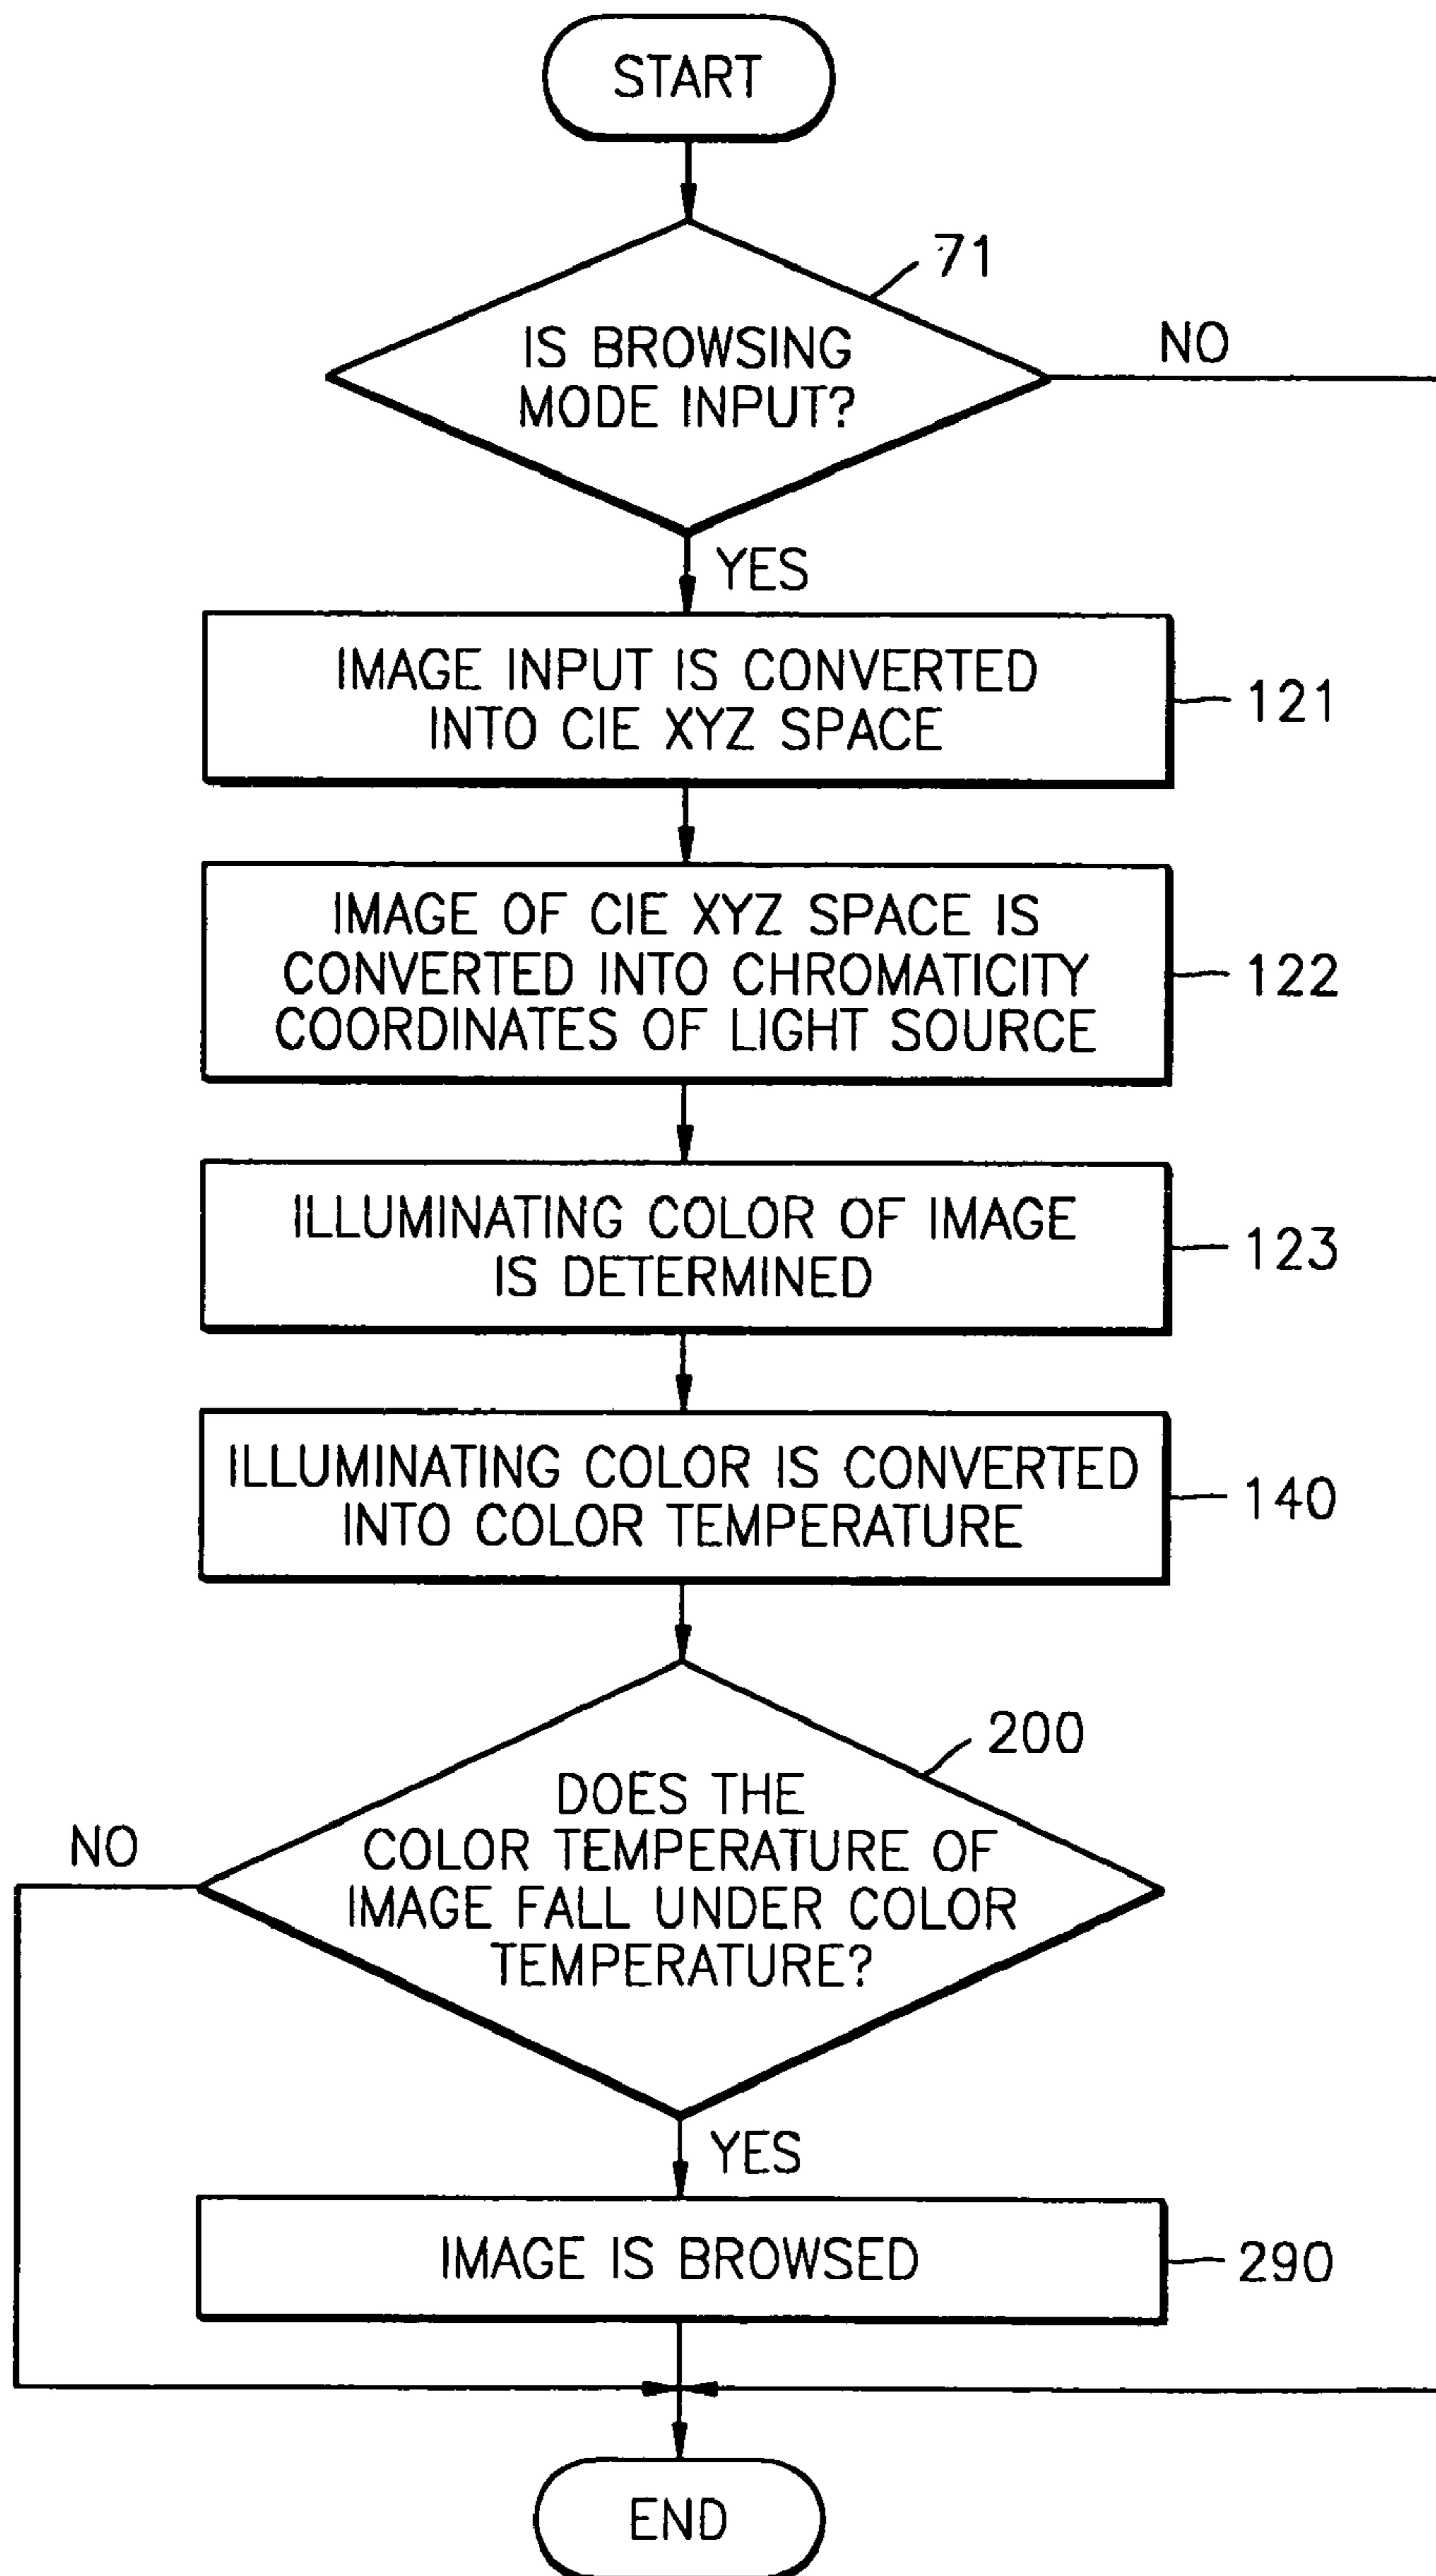 START
71
IS BROWSING
MODE INPUT?
NO
YES
IMAGE INPUT IS CONVERTED
INTO CIE XYZ SPACE
121
IMAGE OF CIE XYZ SPACE IS
CONVERTED INTO CHROMATICITY
COORDINATES OF LIGHT SOURCE
122
ILLUMINATING COLOR OF IMAGE
IS DETERMINED
123
ILLUMINATING COLOR IS CONVERTED
INTO COLOR TEMPERATURE
140
200
DOES THE
COLOR TEMPERATURE OF
IMAGE FALL UNDER COLOR
TEMPERATURE?
NO
YES
IMAGE IS BROWSED
290
END